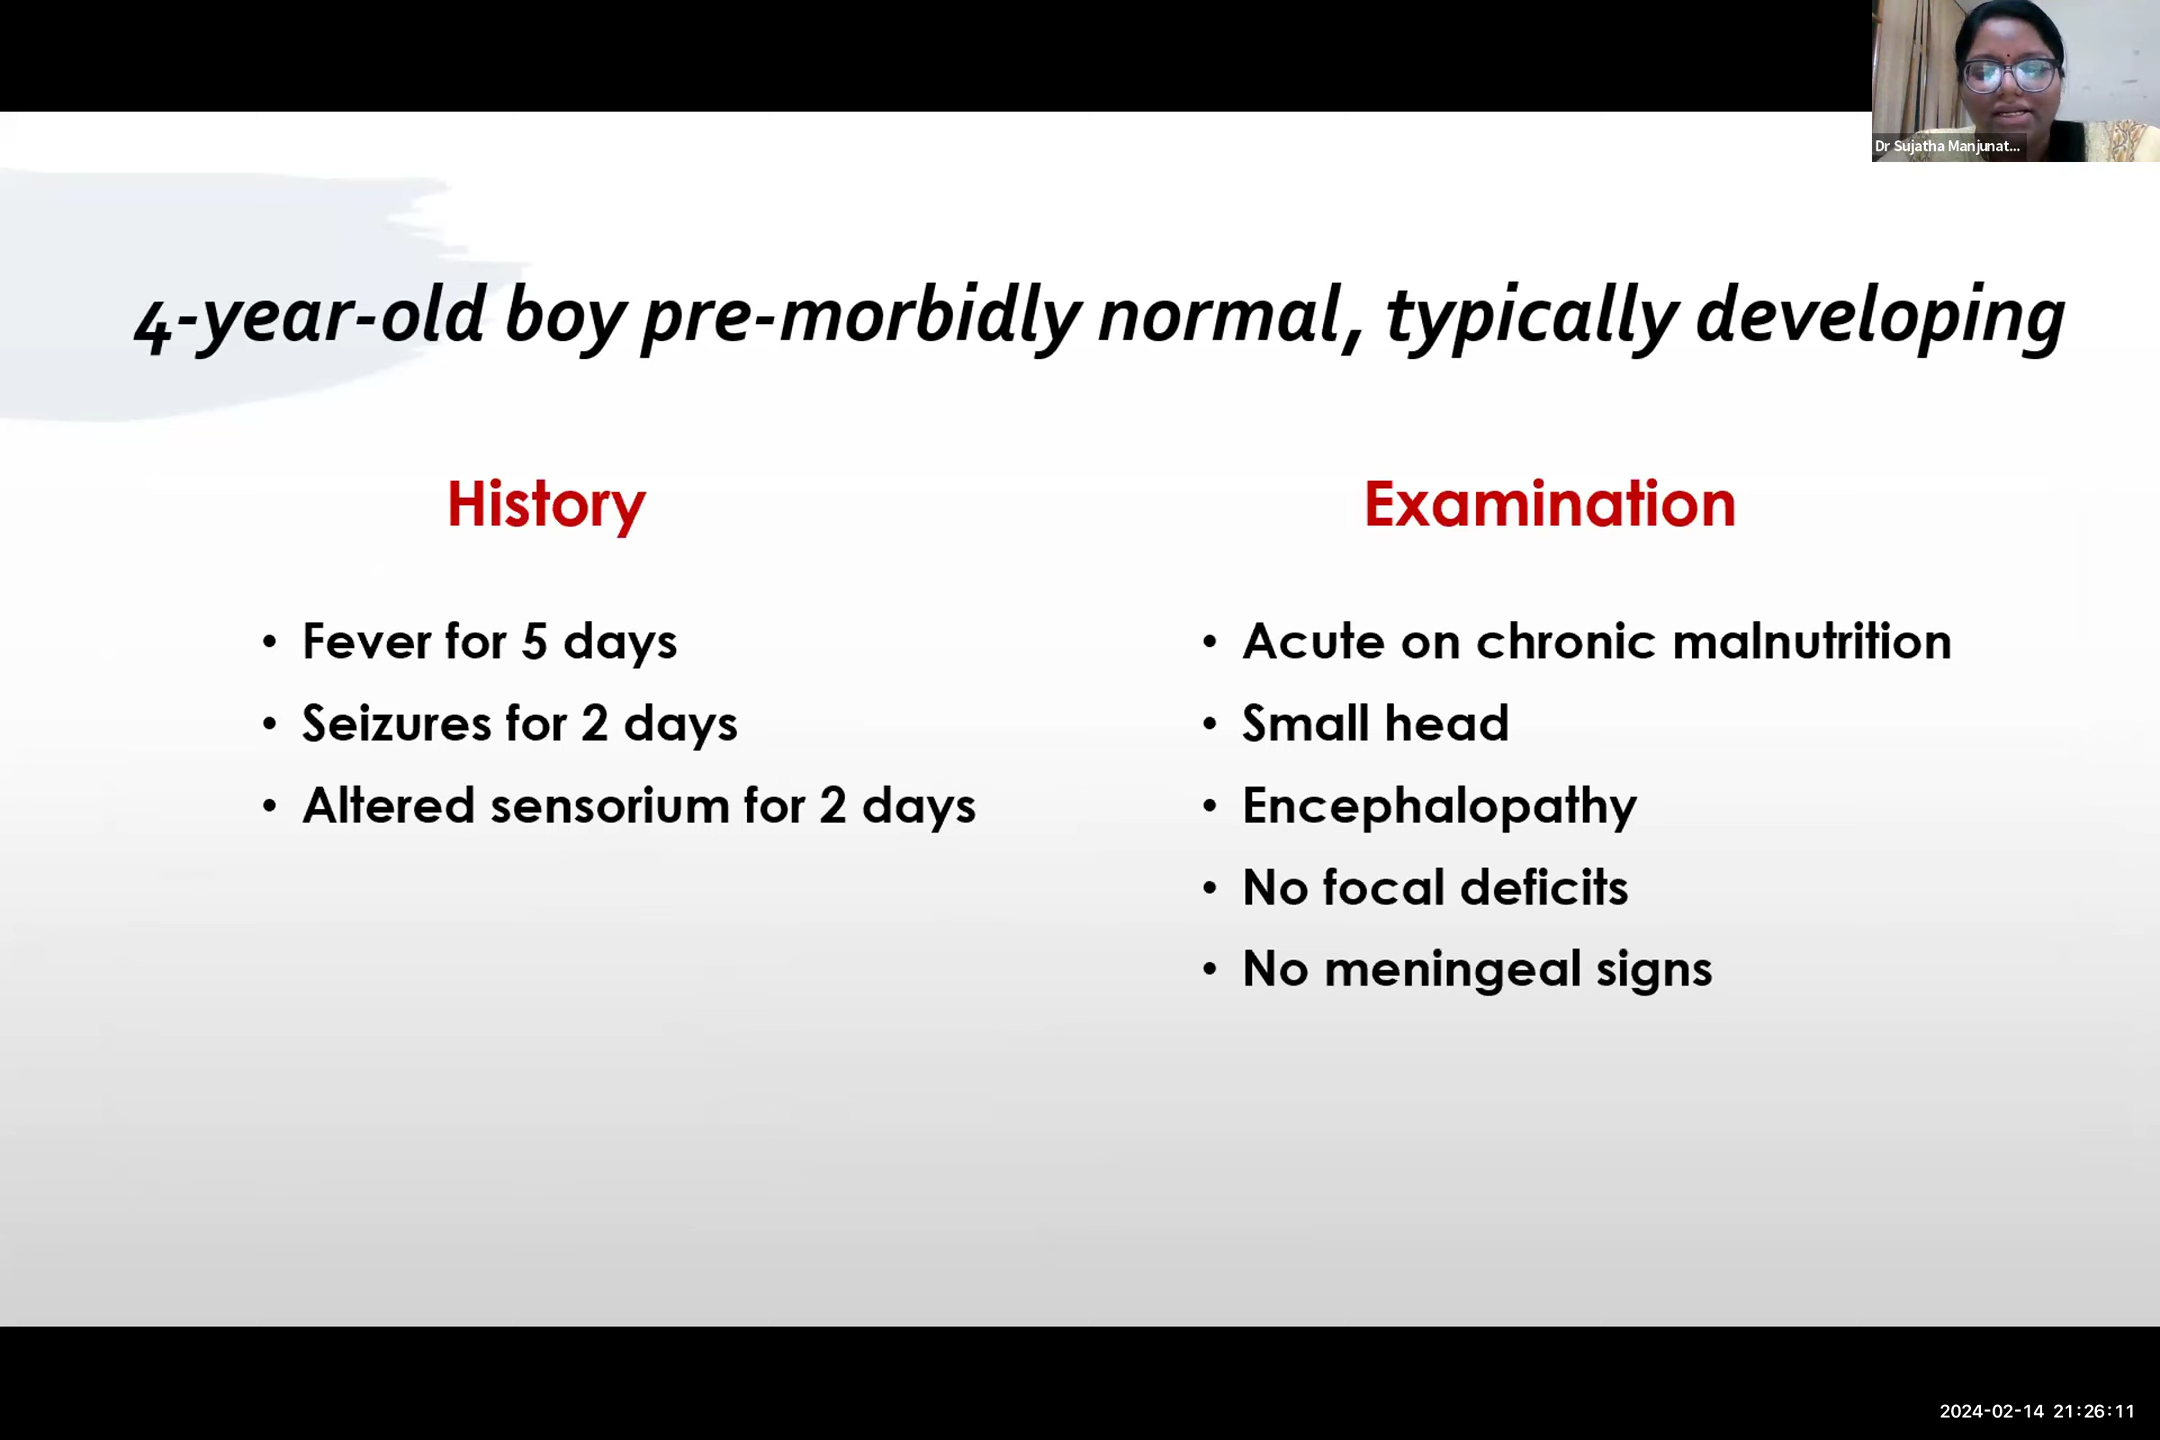 Dr Sujatha Manjunat...
4-year-old boy pre-morbidly normal, typically developing
History
• Fever for 5 days
• Seizures for 2 days
• Altered sensorium for 2 days
Examination
• Acute on chronic malnutrition
• Small head
• Encephalopathy
• No focal deficits
• No meningeal signs
2024-02-14 21:26:11